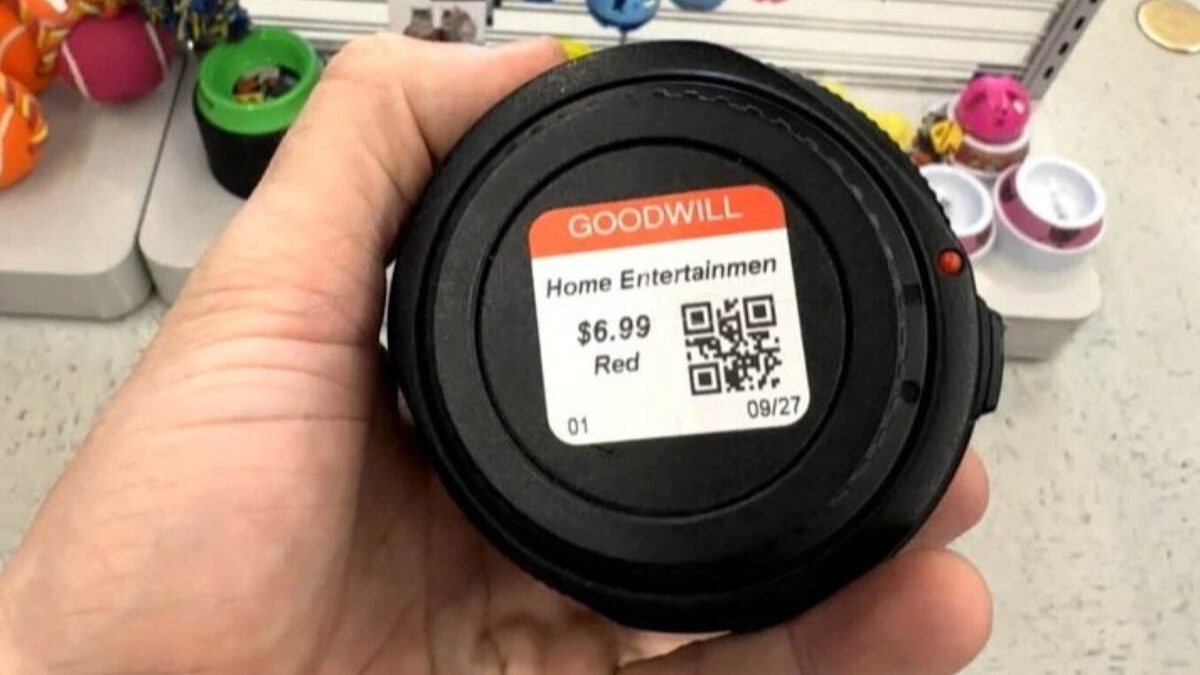 GOODWILL
Home Entertainmen
$6.99
Red
01
09/27